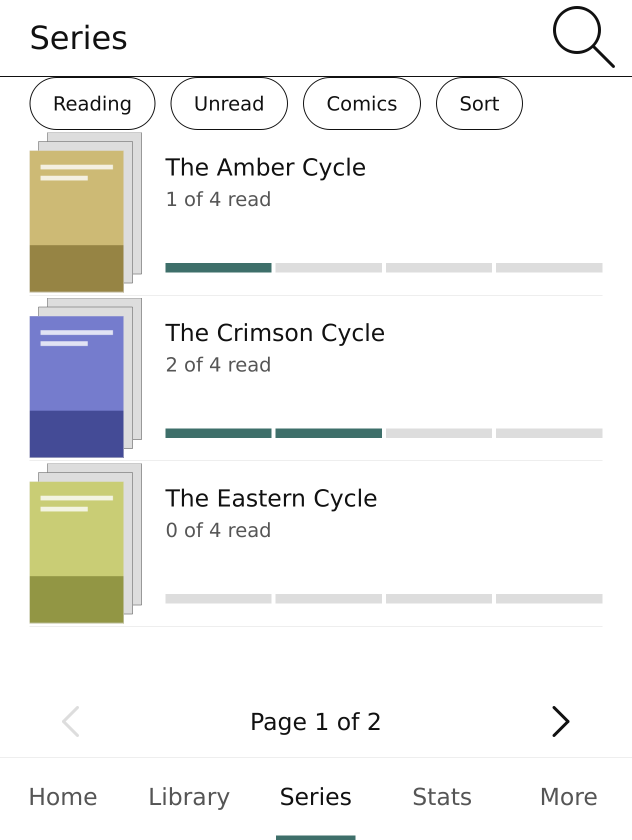 Series
Reading Unread Comics Sort
The Amber Cycle
1 of 4 read
The Crimson Cycle
2 of 4 read
The Eastern Cycle
0 of 4 read
Page 1 of 2
Home Library Series Stats More